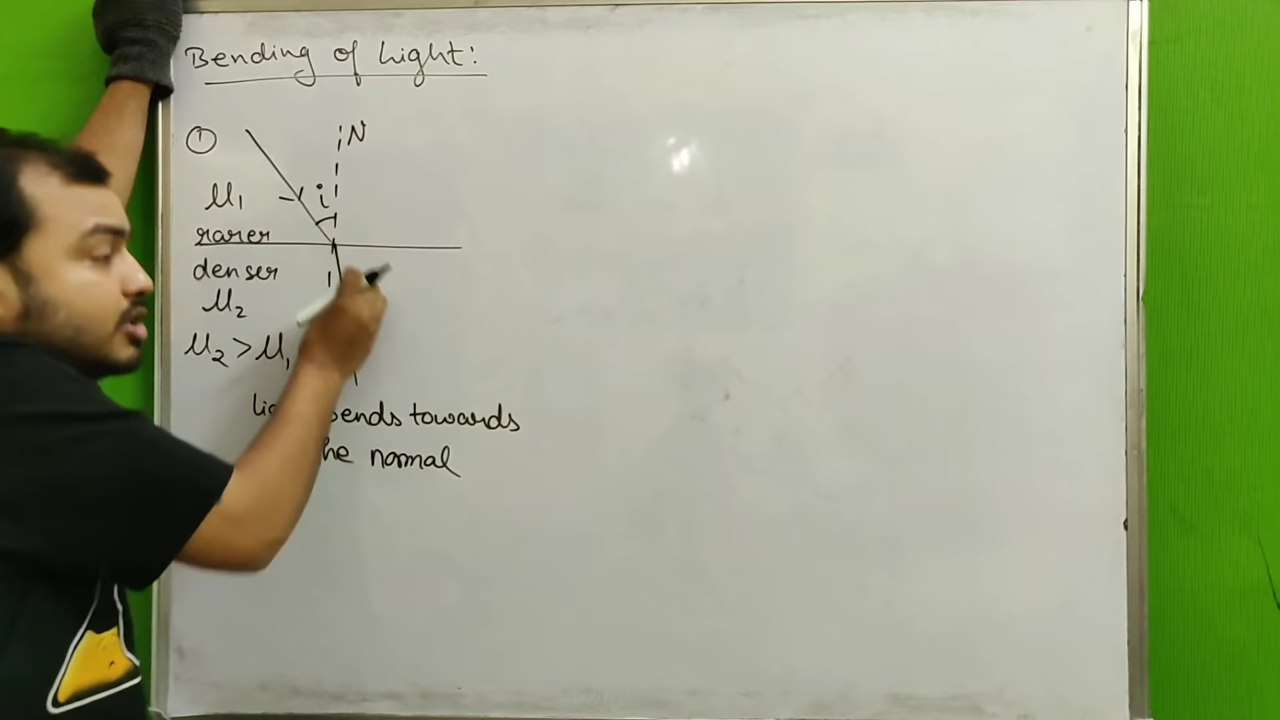 Bending of Light:
① N
μ1 i
rarer
denser
μ2
μ2 > μ1
bends towards
normal